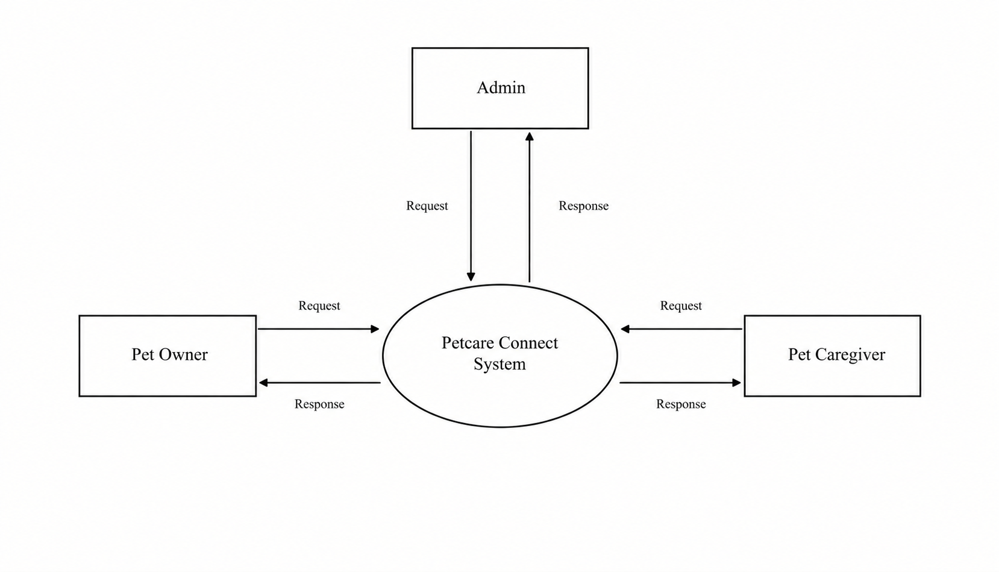 Admin
Request
Response
Request
Request
Pet Owner
Petcare Connect
System
Pet Caregiver
Response
Response